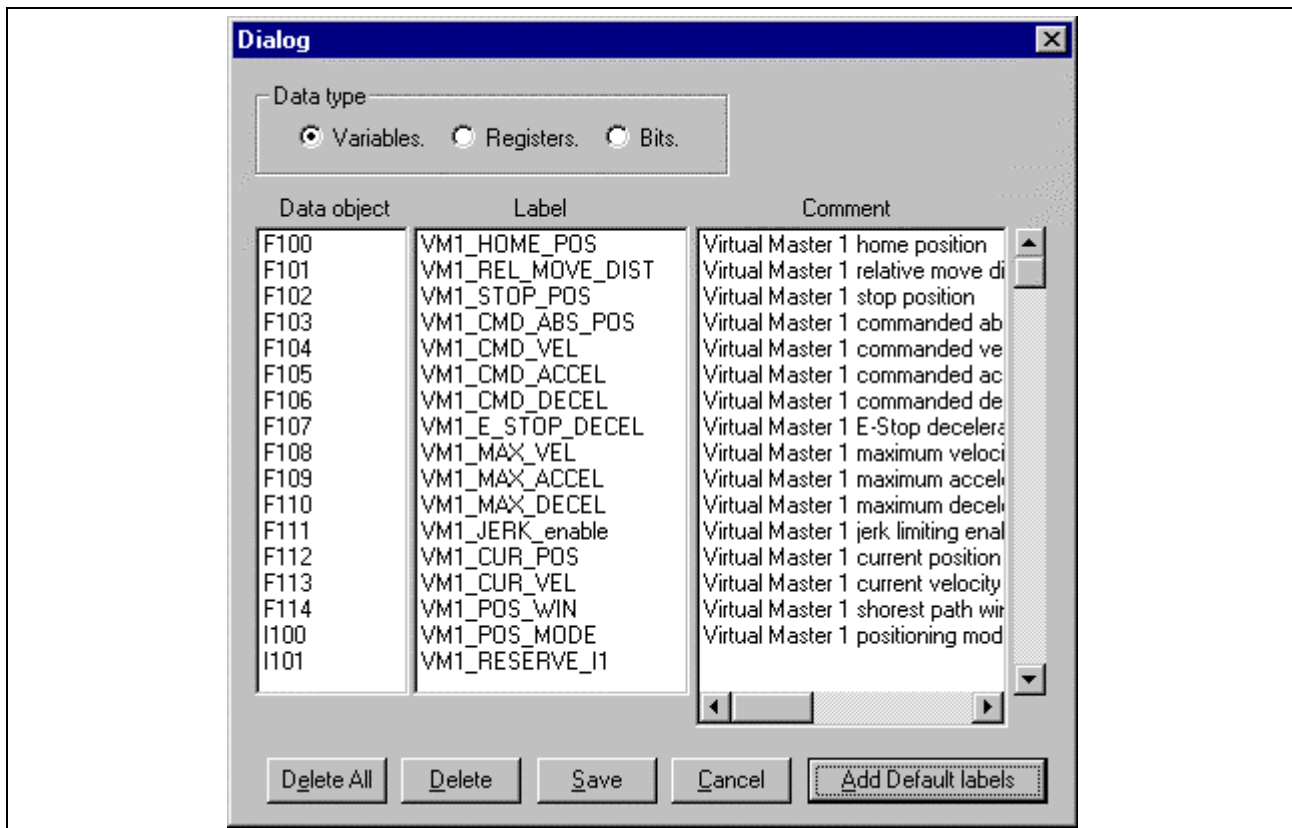 Dialog
Data type
Variables. Registers. Bits.
Data object Label Comment
F100 VM1_HOME_POS Virtual Master 1 home position
F101 VM1_REL_MOVE_DIST Virtual Master 1 relative move di
F102 VM1_STOP_POS Virtual Master 1 stop position
F103 VM1_CMD_ABS_POS Virtual Master 1 commanded ab
F104 VM1_CMD_VEL Virtual Master 1 commanded ve
F105 VM1_CMD_ACCEL Virtual Master 1 commanded ac
F106 VM1_CMD_DECEL Virtual Master 1 commanded de
F107 VM1_E_STOP_DECEL Virtual Master 1 E-Stop decelera
F108 VM1_MAX_VEL Virtual Master 1 maximum veloci
F109 VM1_MAX_ACCEL Virtual Master 1 maximum accele
F110 VM1_MAX_DECEL Virtual Master 1 maximum decele
F111 VM1_JERK_enable Virtual Master 1 jerk limiting enal
F112 VM1_CUR_POS Virtual Master 1 current position
F113 VM1_CUR_VEL Virtual Master 1 current velocity
F114 VM1_POS_WIN Virtual Master 1 shorest path wir
I100 VM1_POS_MODE Virtual Master 1 positioning mod
I101 VM1_RESERVE_I1
Delete All Delete Save Cancel Add Default labels